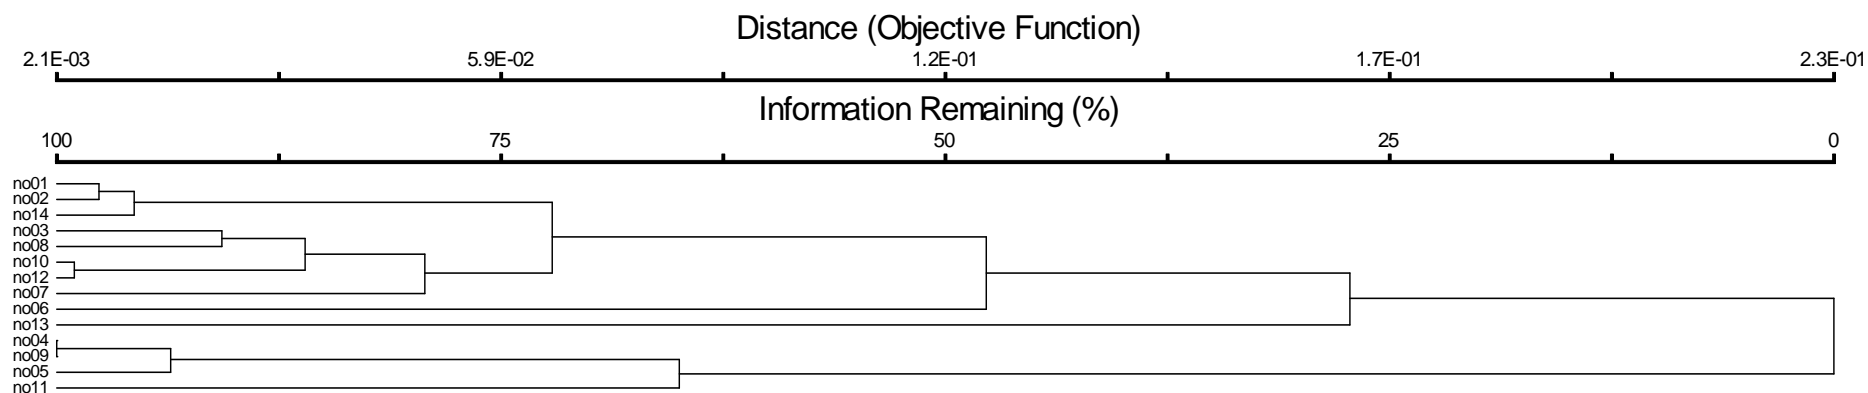 Distance (Objective Function)
2.1E-03 5.9E-02 1.2E-01 1.7E-01 2.3E-01
Information Remaining (%)
100 75 50 25 0
no01
no02
no14
no03
no08
no10
no12
no07
no06
no13
no04
no09
no05
no11